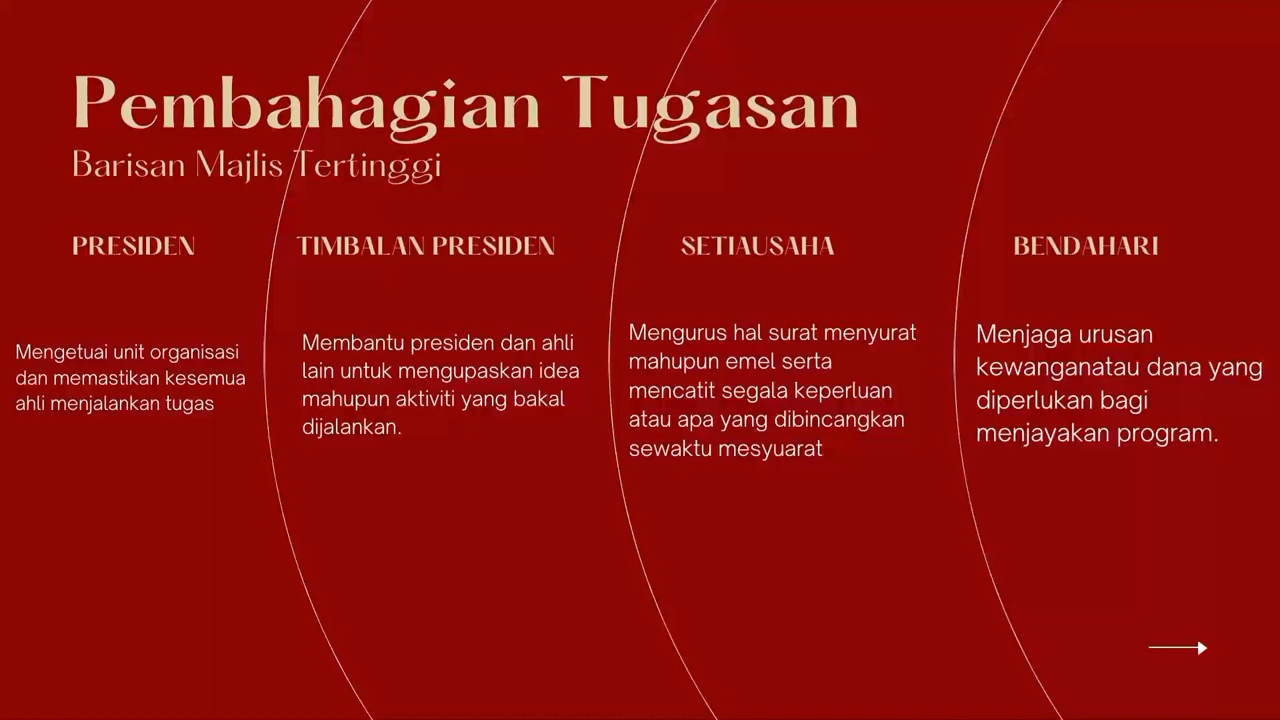 Pembahagian Tugasan
Barisan Majlis Tertinggi
PRESIDEN
Mengetuai unit organisasi
dan memastikan kesemua
ahli menjalankan tugas
TIMBALAN PRESIDEN
Membantu presiden dan ahli
lain untuk mengupaskan idea
mahupun aktiviti yang bakal
dijalankan.
SETIAUSAHA
Mengurus hal surat menyurat
mahupun emel serta
mencatit segala keperluan
atau apa yang dibincangkan
sewaktu mesyuarat
BENDAHARI
Menjaga urusan
kewanganatau dana yang
diperlukan bagi
menjayakan program.